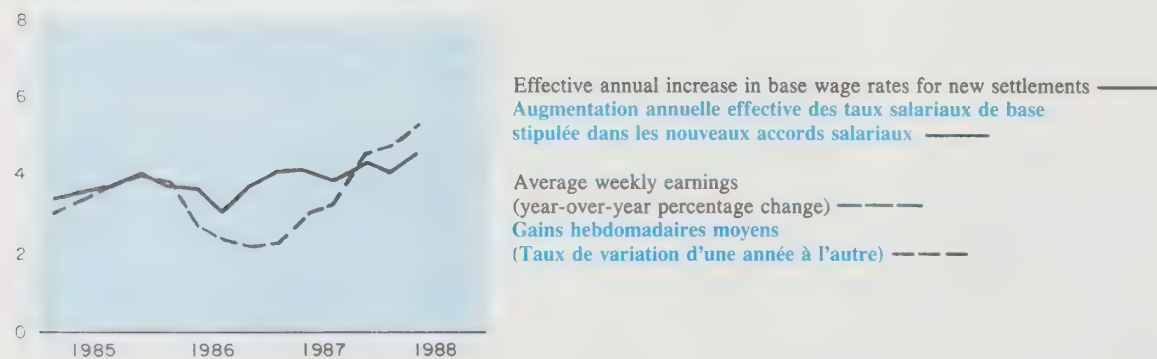 8
6
4
2
0
1985 1986 1987 1988
Effective annual increase in base wage rates for new settlements
Augmentation annuelle effective des taux salariaux de base
stipulée dans les nouveaux accords salariaux
Average weekly earnings
(year-over-year percentage change)
Gains hebdomadaires moyens
(Taux de variation d'une année à l'autre)